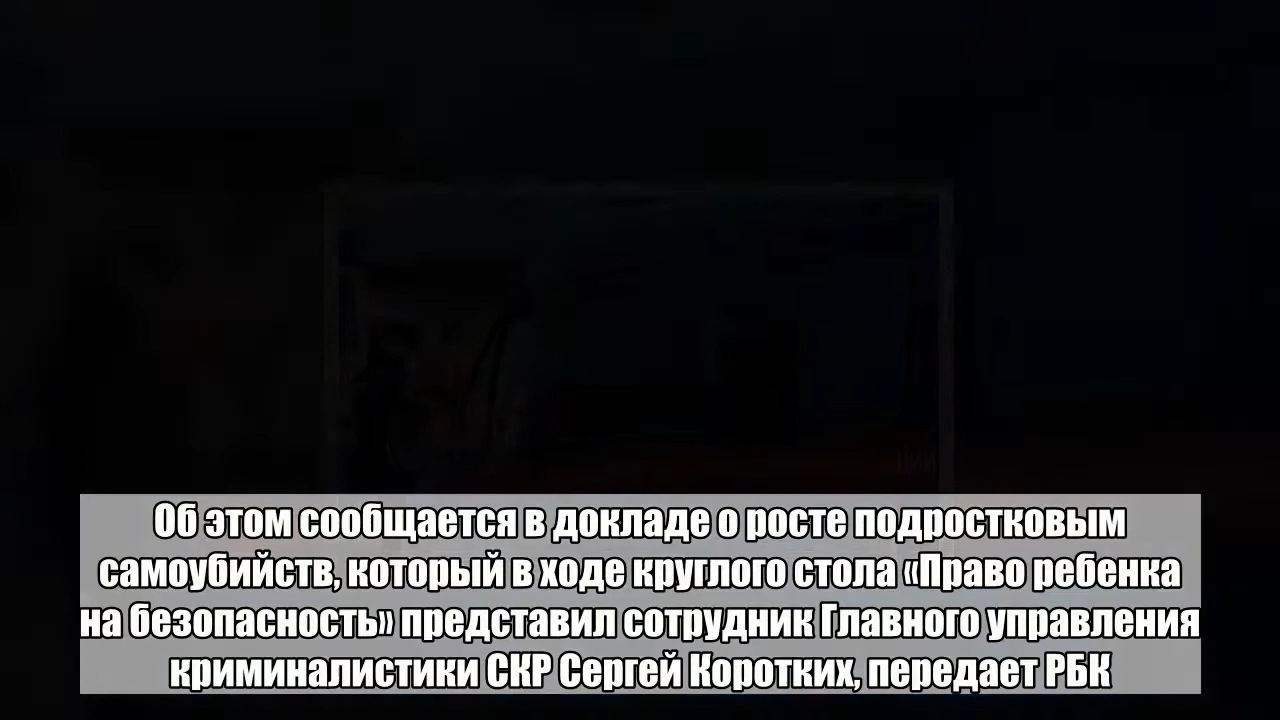 Об этом сообщается в докладе о росте подростковым
самоубийств, который в ходе круглого стола «Право ребенка
на безопасность» представил сотрудник Главного управления
криминалистики СКР Сергей Коротких, передает РБК